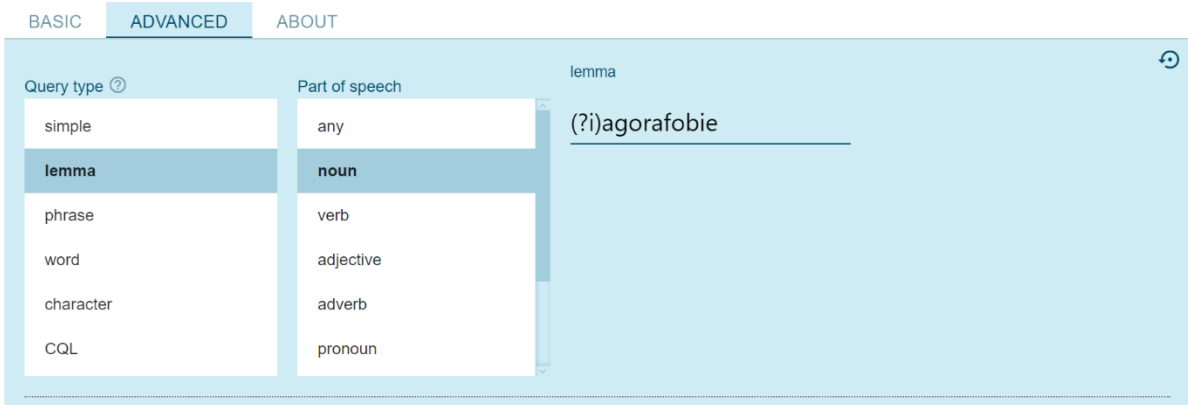 BASIC ADVANCED ABOUT
Query type ?
simple
lemma
phrase
word
character
CQL
Part of speech
any
noun
verb
adjective
adverb
pronoun
lemma
(?i)agorafobie